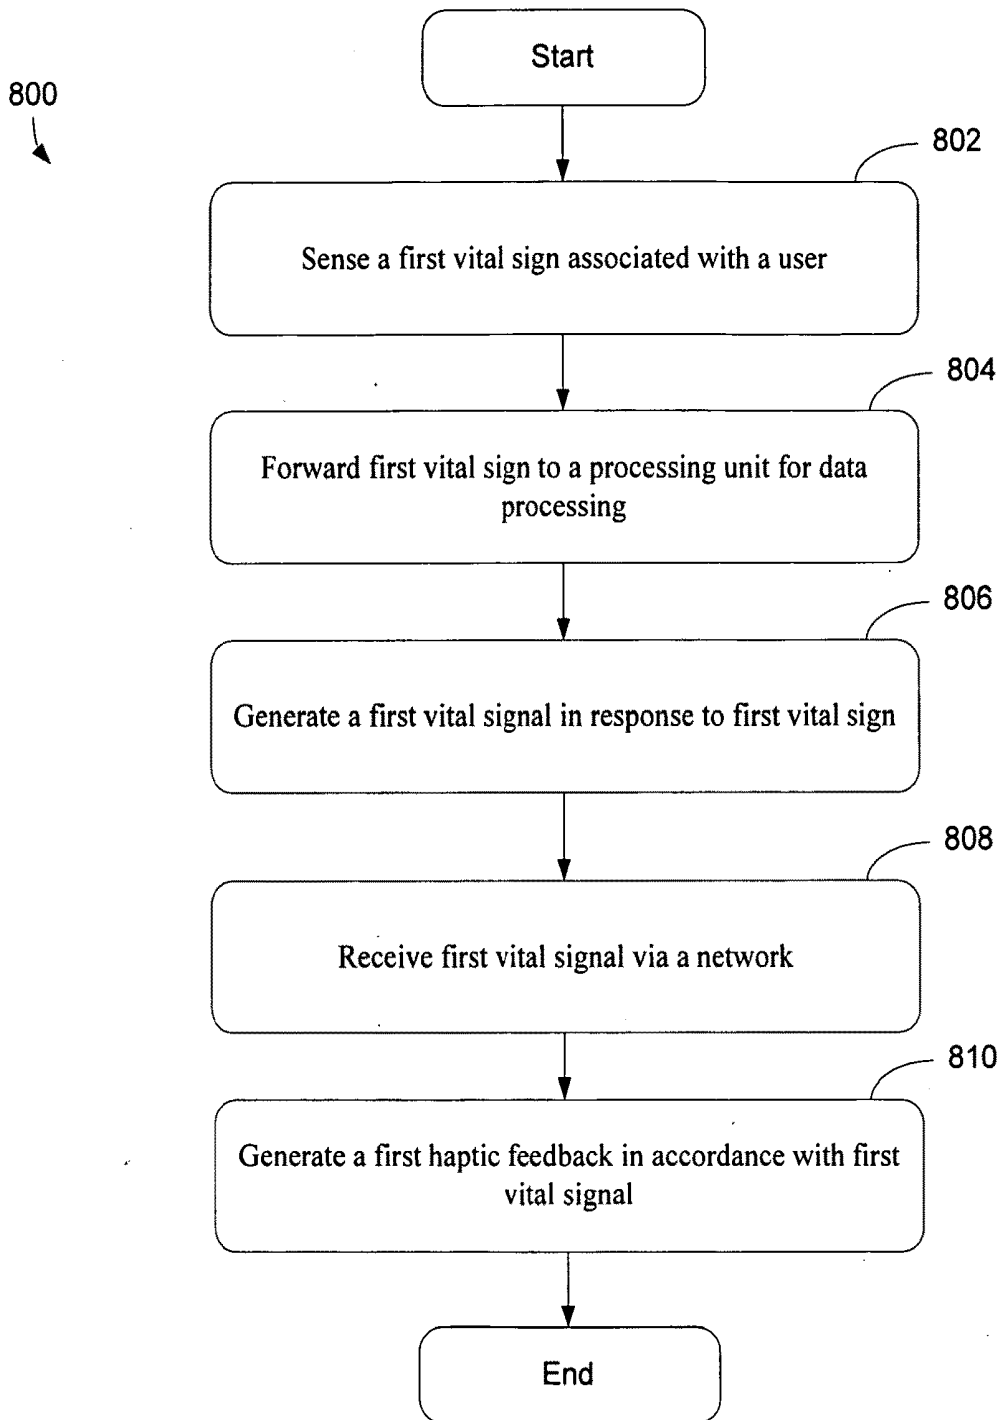 Start
800
802
Sense a first vital sign associated with a user
804
Forward first vital sign to a processing unit for data
processing
806
Generate a first vital signal in response to first vital sign
808
Receive first vital signal via a network
810
Generate a first haptic feedback in accordance with first
vital signal
End